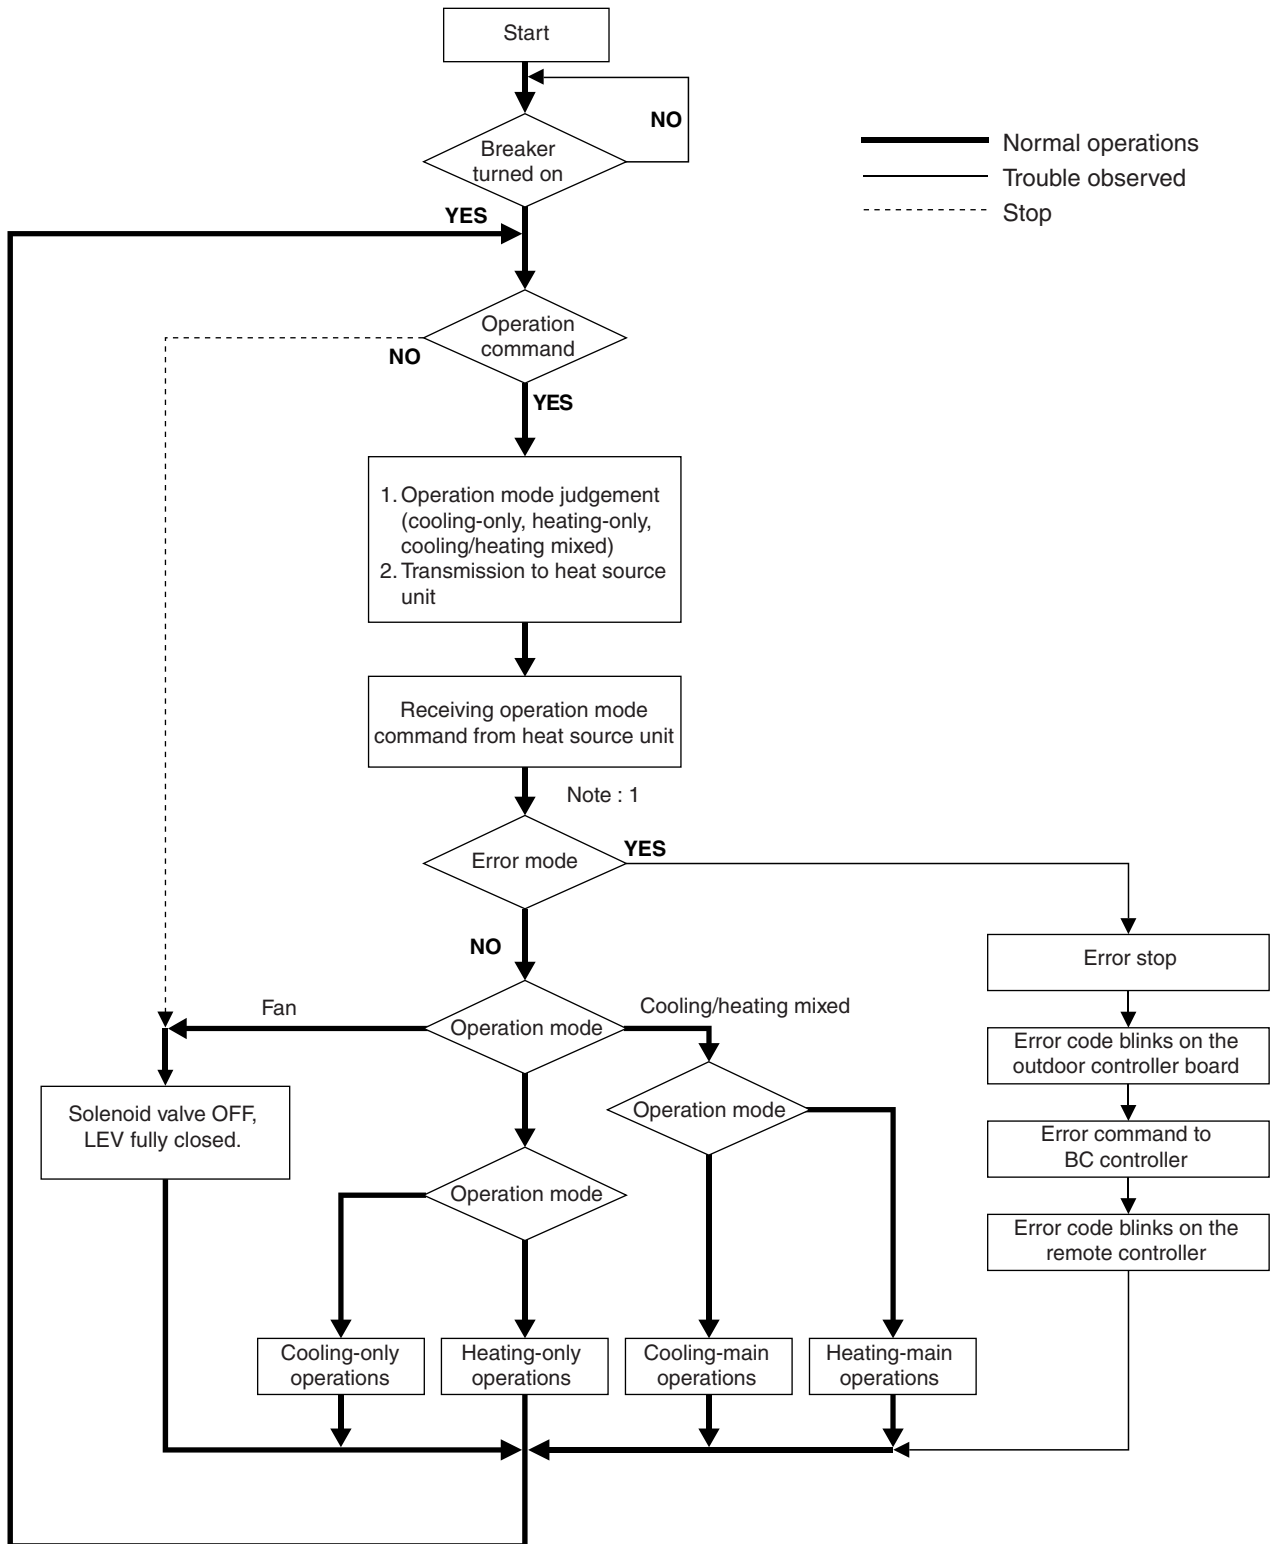 Start
NO
Breaker
turned on
Normal operations
Trouble observed
Stop
YES
Operation
command
NO
YES
1. Operation mode judgement
(cooling-only, heating-only,
cooling/heating mixed)
2. Transmission to heat source
unit
Receiving operation mode
command from heat source unit
Note : 1
Error mode
YES
NO
Error stop
Fan
Operation mode
Cooling/heating mixed
Error code blinks on the
outdoor controller board
Solenoid valve OFF,
LEV fully closed.
Operation mode
Error command to
BC controller
Operation mode
Error code blinks on the
remote controller
Cooling-only
operations
Heating-only
operations
Cooling-main
operations
Heating-main
operations